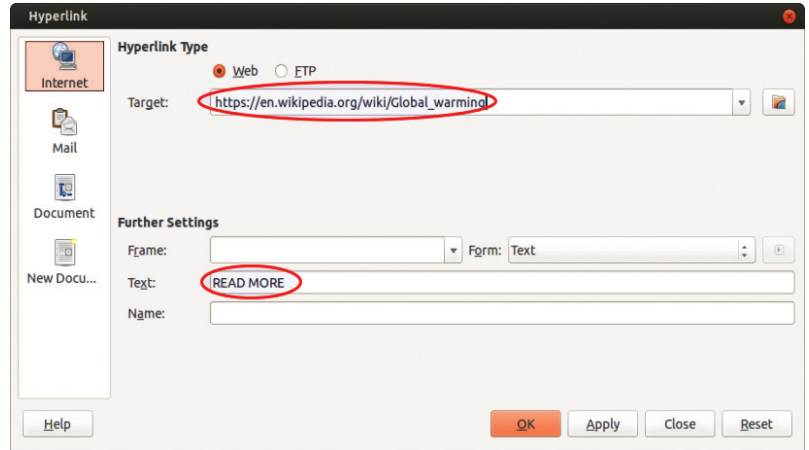 Hyperlink
Internet
Mail
Document
New Docu...
Hyperlink Type
Web FTP
Target: https://en.wikipedia.org/wiki/Global_warming
Further Settings
Frame: Form: Text
Text: READ MORE
Name:
Help OK Apply Close Reset